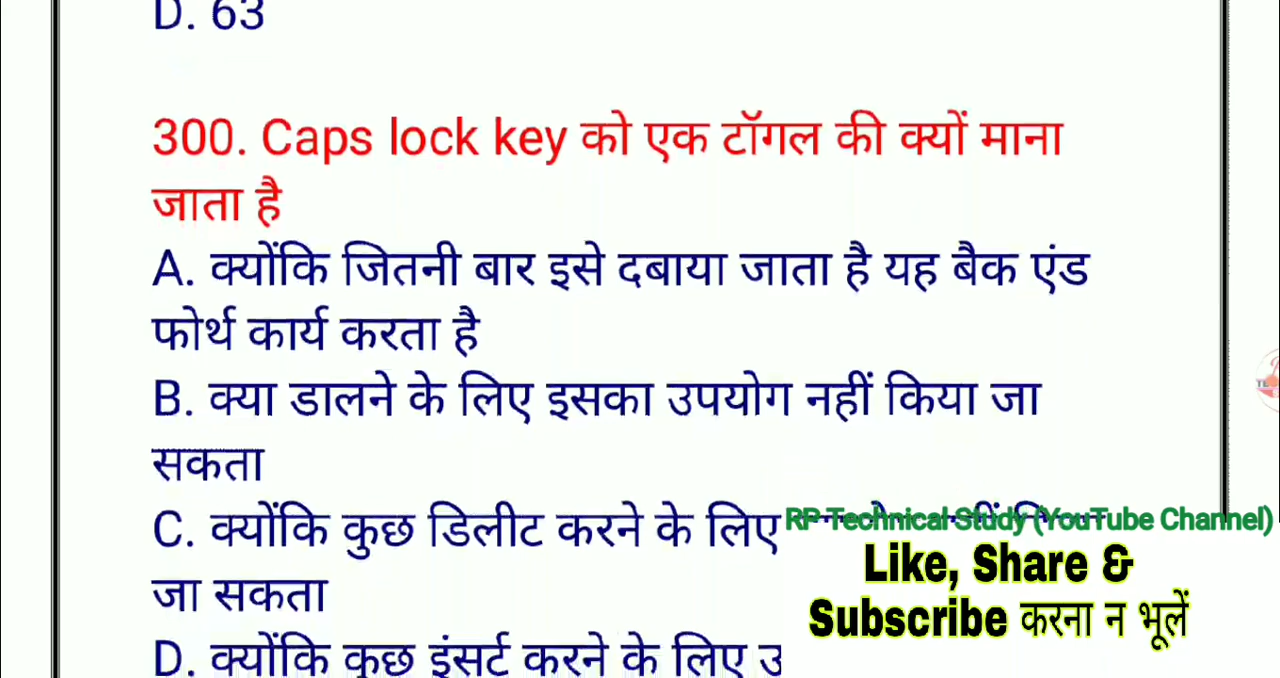 D. 63
300. Caps lock key को एक टॉगल की क्यों माना
जाता है
A. क्योंकि जितनी बार इसे दबाया जाता है यह बैक एंड
फोर्थ कार्य करता है
B. क्या डालने के लिए इसका उपयोग नहीं किया जा
सकता
C. क्योंकि कुछ डिलीट करने के लिए
RP Technical Study (YouTube Channel)
Like, Share &
जा सकता
Subscribe करना न भूलें
D. क्योंकि कुछ इंसर्ट करने के लिए